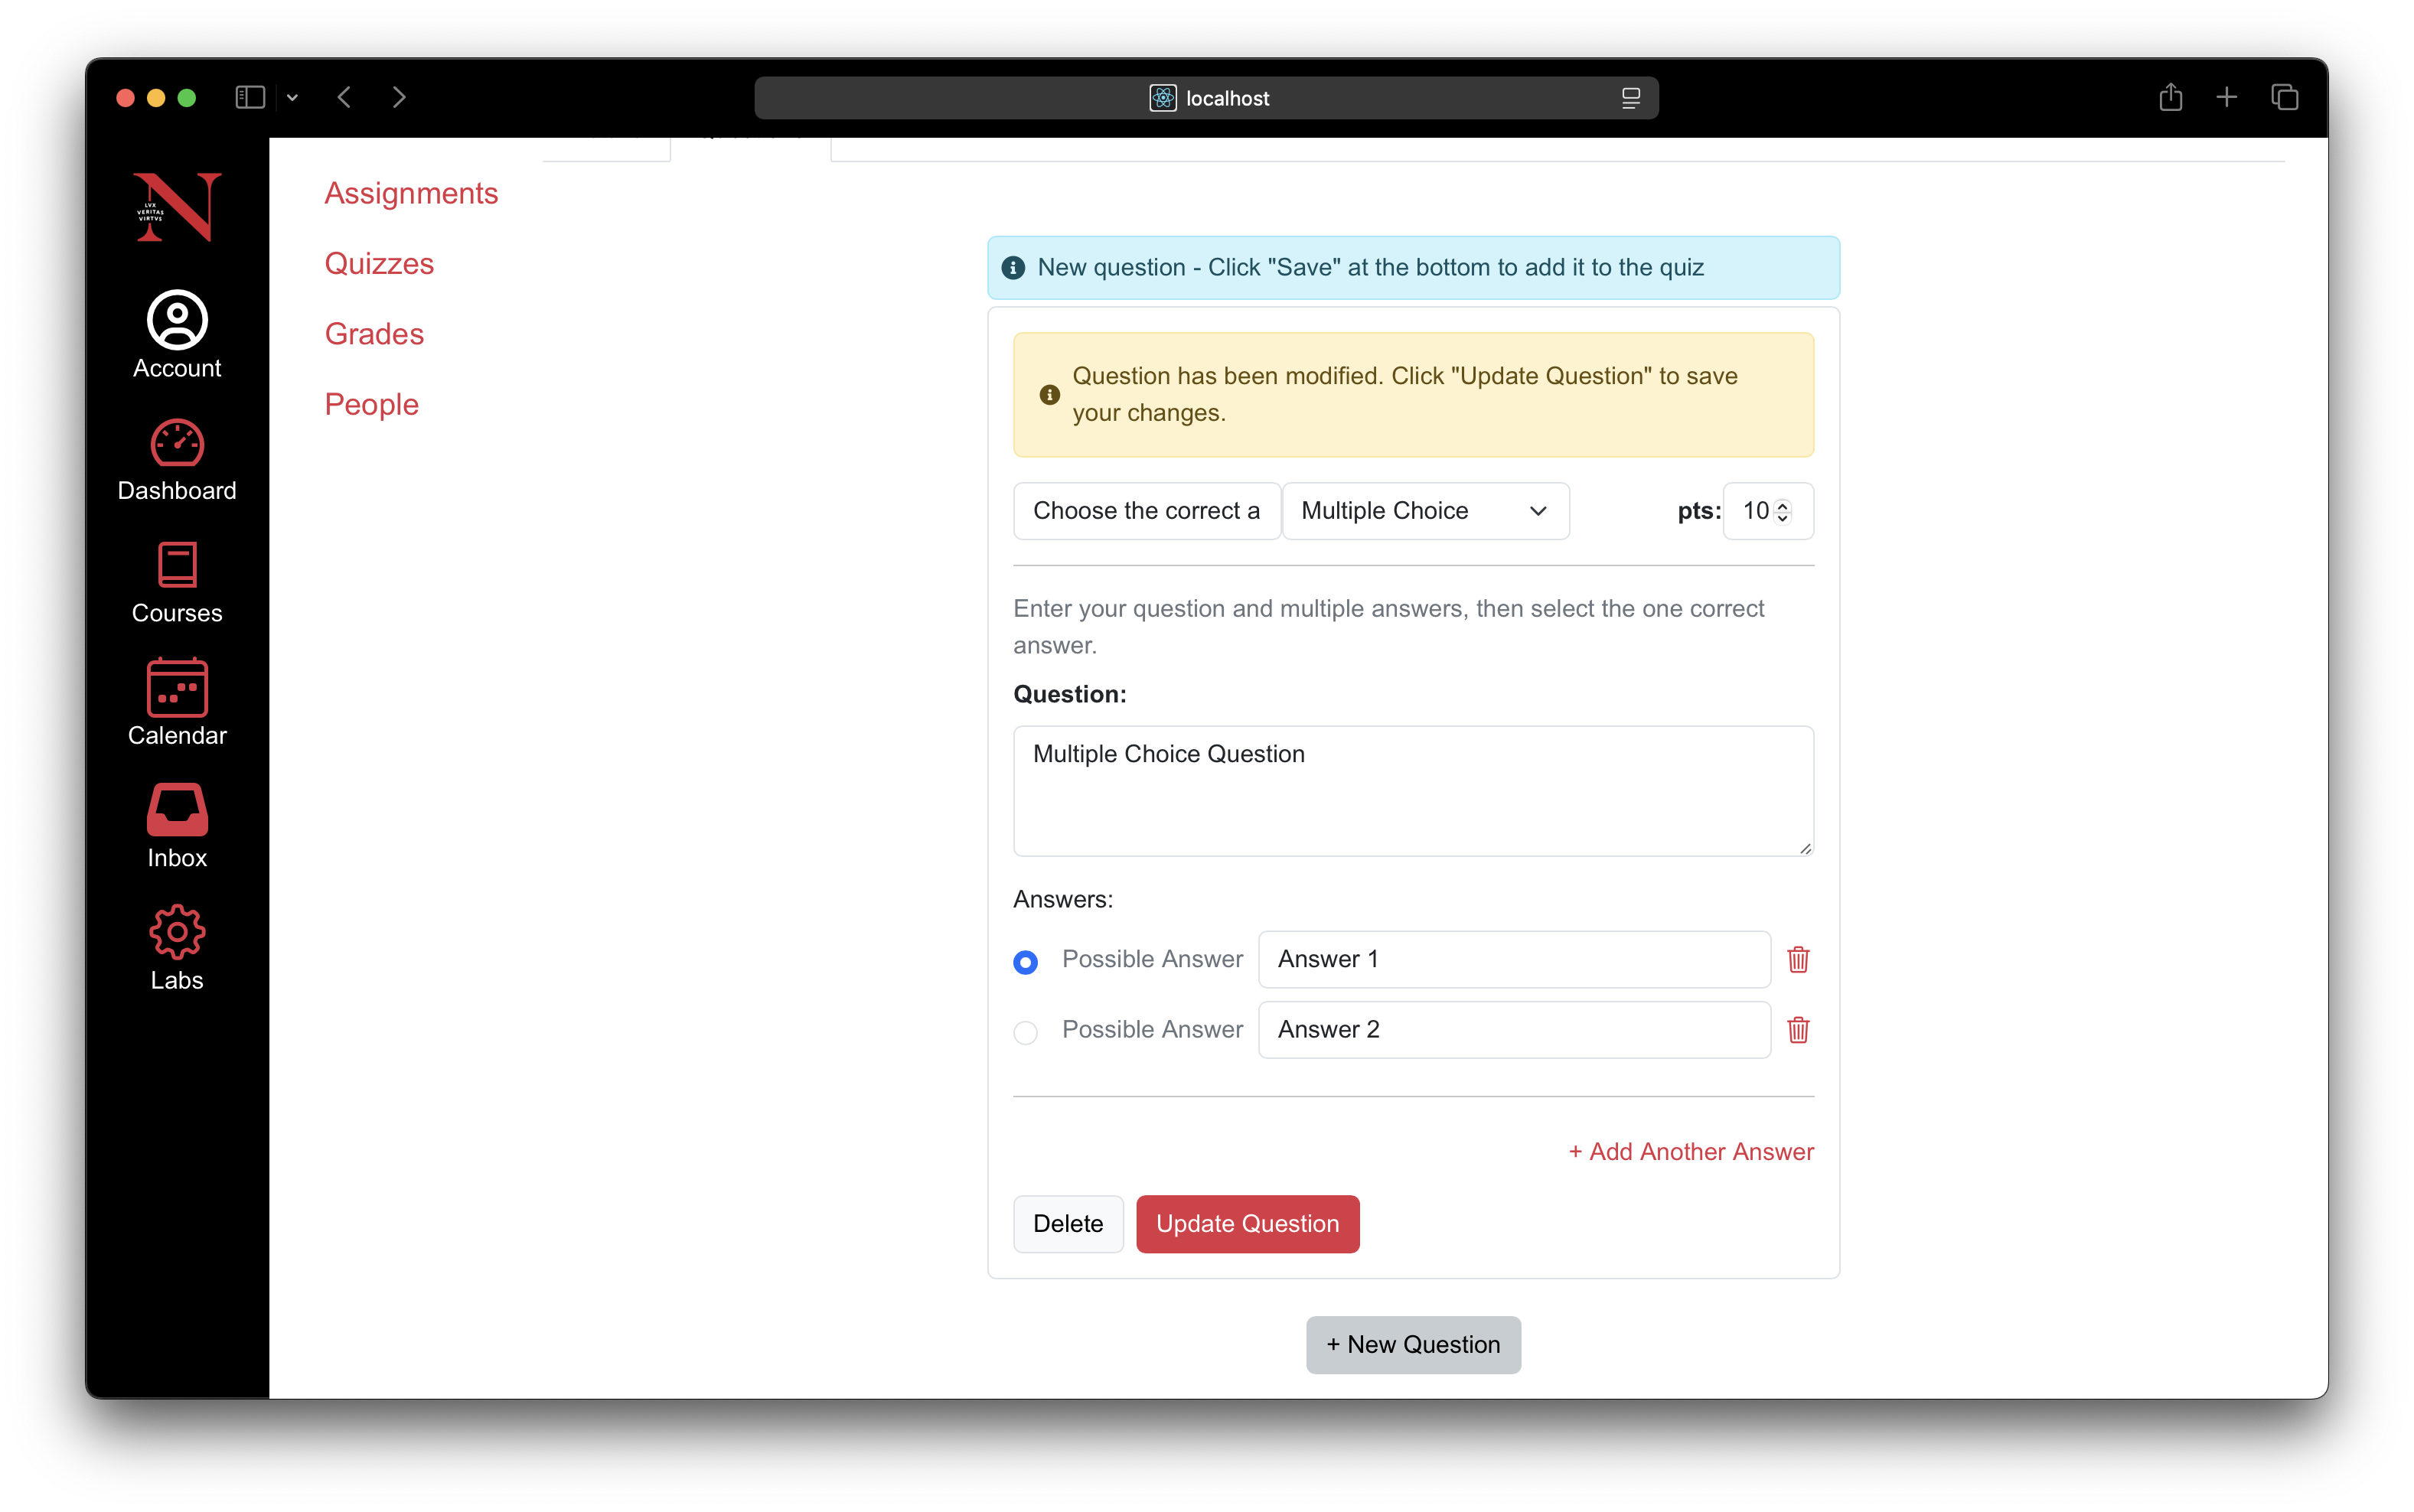 localhost
LVX
VERITAS
VIRTVS
Account
Dashboard
Courses
Calendar
Inbox
Labs
Assignments
Quizzes
Grades
People
New question - Click "Save" at the bottom to add it to the quiz
Question has been modified. Click "Update Question" to save
your changes.
Choose the correct a
Multiple Choice
pts: 10
Enter your question and multiple answers, then select the one correct
answer.
Question:
Multiple Choice Question
Answers:
Possible Answer Answer 1
Possible Answer Answer 2
+ Add Another Answer
Delete
Update Question
+ New Question